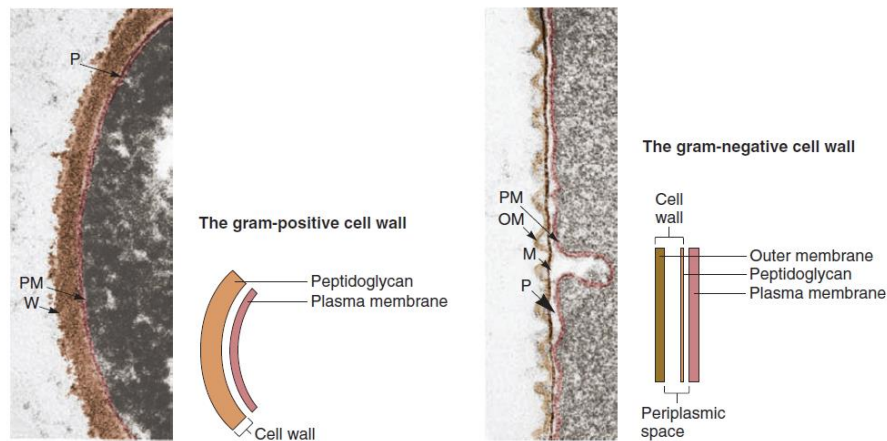 P
PM
W
The gram-positive cell wall
Peptidoglycan
Plasma membrane
Cell wall
PM
OM
M
P
The gram-negative cell wall
Cell
wall
Outer membrane
Peptidoglycan
Plasma membrane
Periplasmic
space